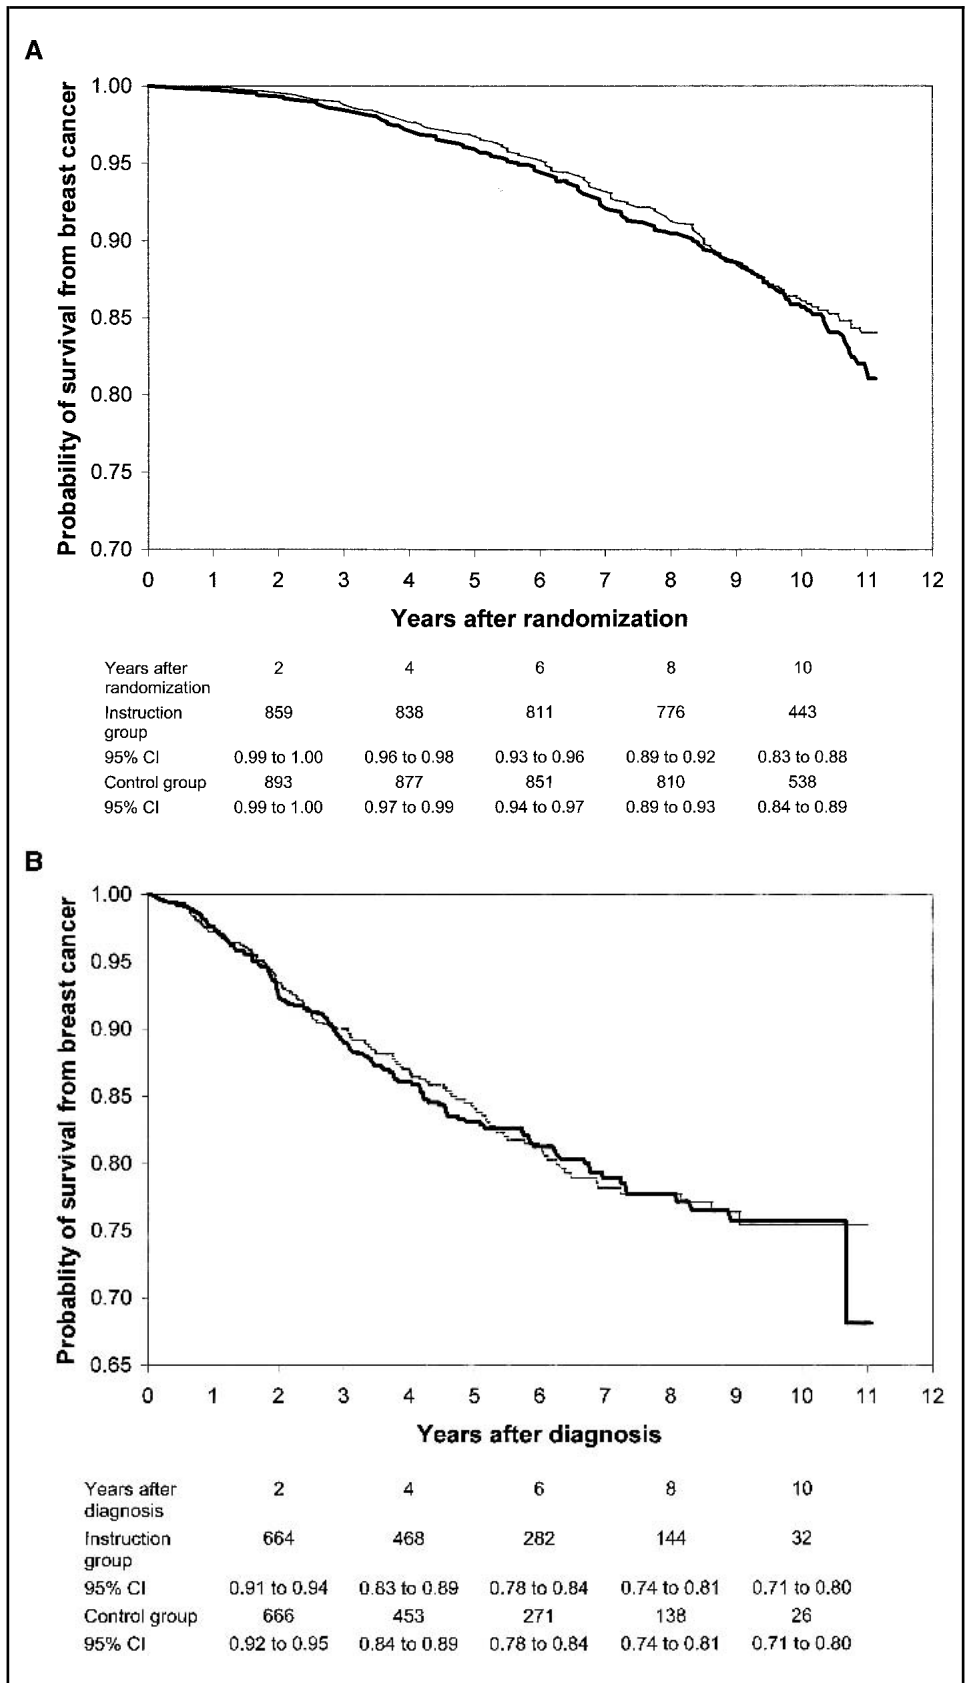 A
Probability of survival from breast cancer
1.00
0.95
0.90
0.85
0.80
0.75
0.70
0 1 2 3 4 5 6 7 8 9 10 11 12
Years after randomization
Years after 2 4 6 8 10
randomization
Instruction 859 838 811 776 443
group
95% CI 0.99 to 1.00 0.96 to 0.98 0.93 to 0.96 0.89 to 0.92 0.83 to 0.88
Control group 893 877 851 810 538
95% CI 0.99 to 1.00 0.97 to 0.99 0.94 to 0.97 0.89 to 0.93 0.84 to 0.89
B
Probablity of survival from breast cancer
1.00
0.95
0.90
0.85
0.80
0.75
0.70
0.65
0 1 2 3 4 5 6 7 8 9 10 11 12
Years after diagnosis
Years after 2 4 6 8 10
diagnosis
Instruction 664 468 282 144 32
group
95% CI 0.91 to 0.94 0.83 to 0.89 0.78 to 0.84 0.74 to 0.81 0.71 to 0.80
Control group 666 453 271 138 26
95% CI 0.92 to 0.95 0.84 to 0.89 0.78 to 0.84 0.74 to 0.81 0.71 to 0.80